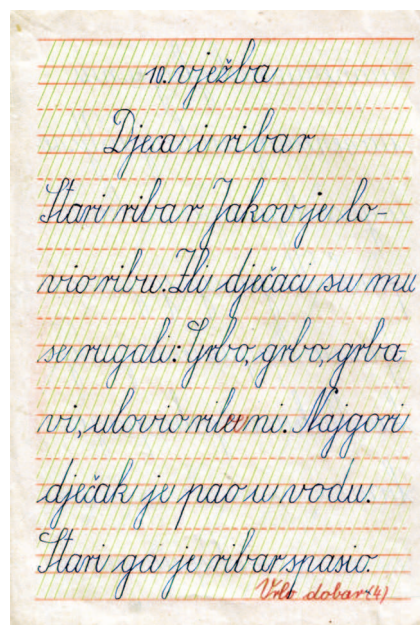 10. vježba
Djeca i ribar
Stari ribar Jakov je lo-
vio ribu. Zli dječaci su mu
se rugali: Grbo, grbo, grba-
vi, ulovio ribe ni. Najgori
dječak je pao u vodu.
Stari ga je ribar spasio.
Vrlo dobar (4)